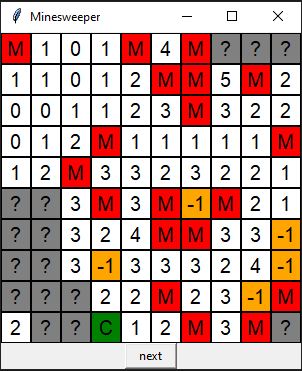 Minesweeper
M 1 0 1 M 4 M ? ? ?
1 1 0 1 2 M M 5 M 2
0 0 1 1 2 3 M 3 2 2
0 1 2 M 1 1 1 1 1 M
1 2 M 3 3 2 3 2 2 1
? ? 3 M 3 M -1 M 2 1
? ? 3 2 4 M M 3 3 -1
? ? 3 -1 3 3 3 2 4 -1
? ? ? 2 2 M 2 3 -1 M
2 ? ? C 1 2 M 3 M ?
next